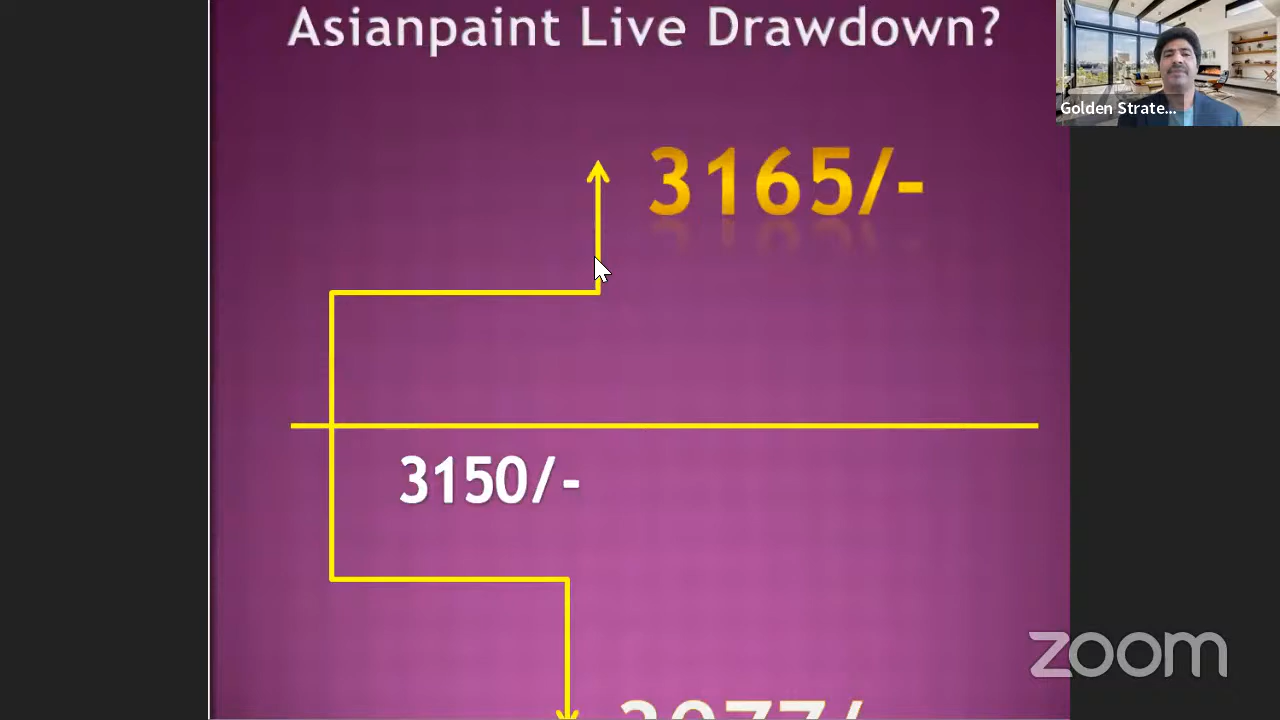 Asianpaint Live Drawdown?
Golden Strate...
3165/-
3150/-
zoom